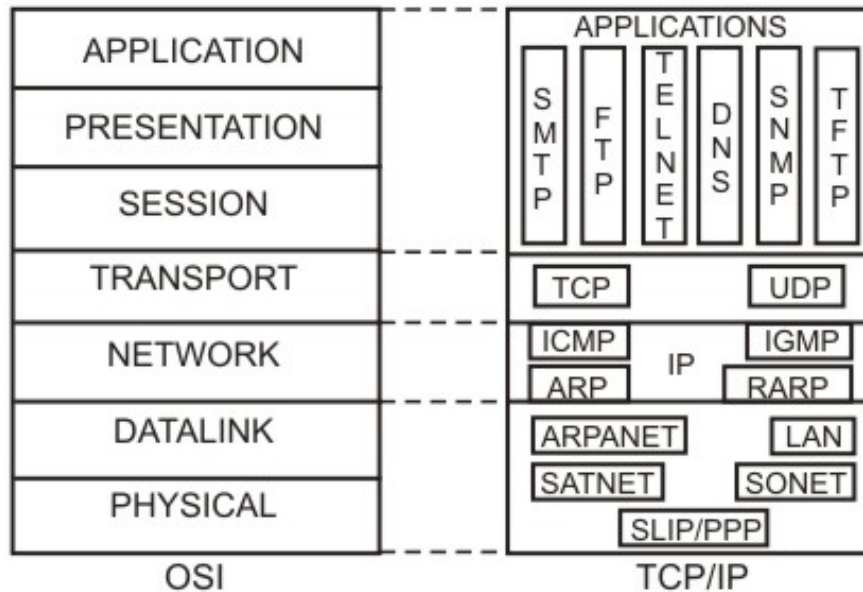 APPLICATION
PRESENTATION
SESSION
TRANSPORT
NETWORK
DATALINK
PHYSICAL
OSI
APPLICATIONS
SMTP
FTP
TELNET
DNS
SNMP
TFTP
TCP UDP
ICMP IP IGMP
ARP RARP
ARPANET LAN
SATNET SONET
SLIP/PPP
TCP/IP